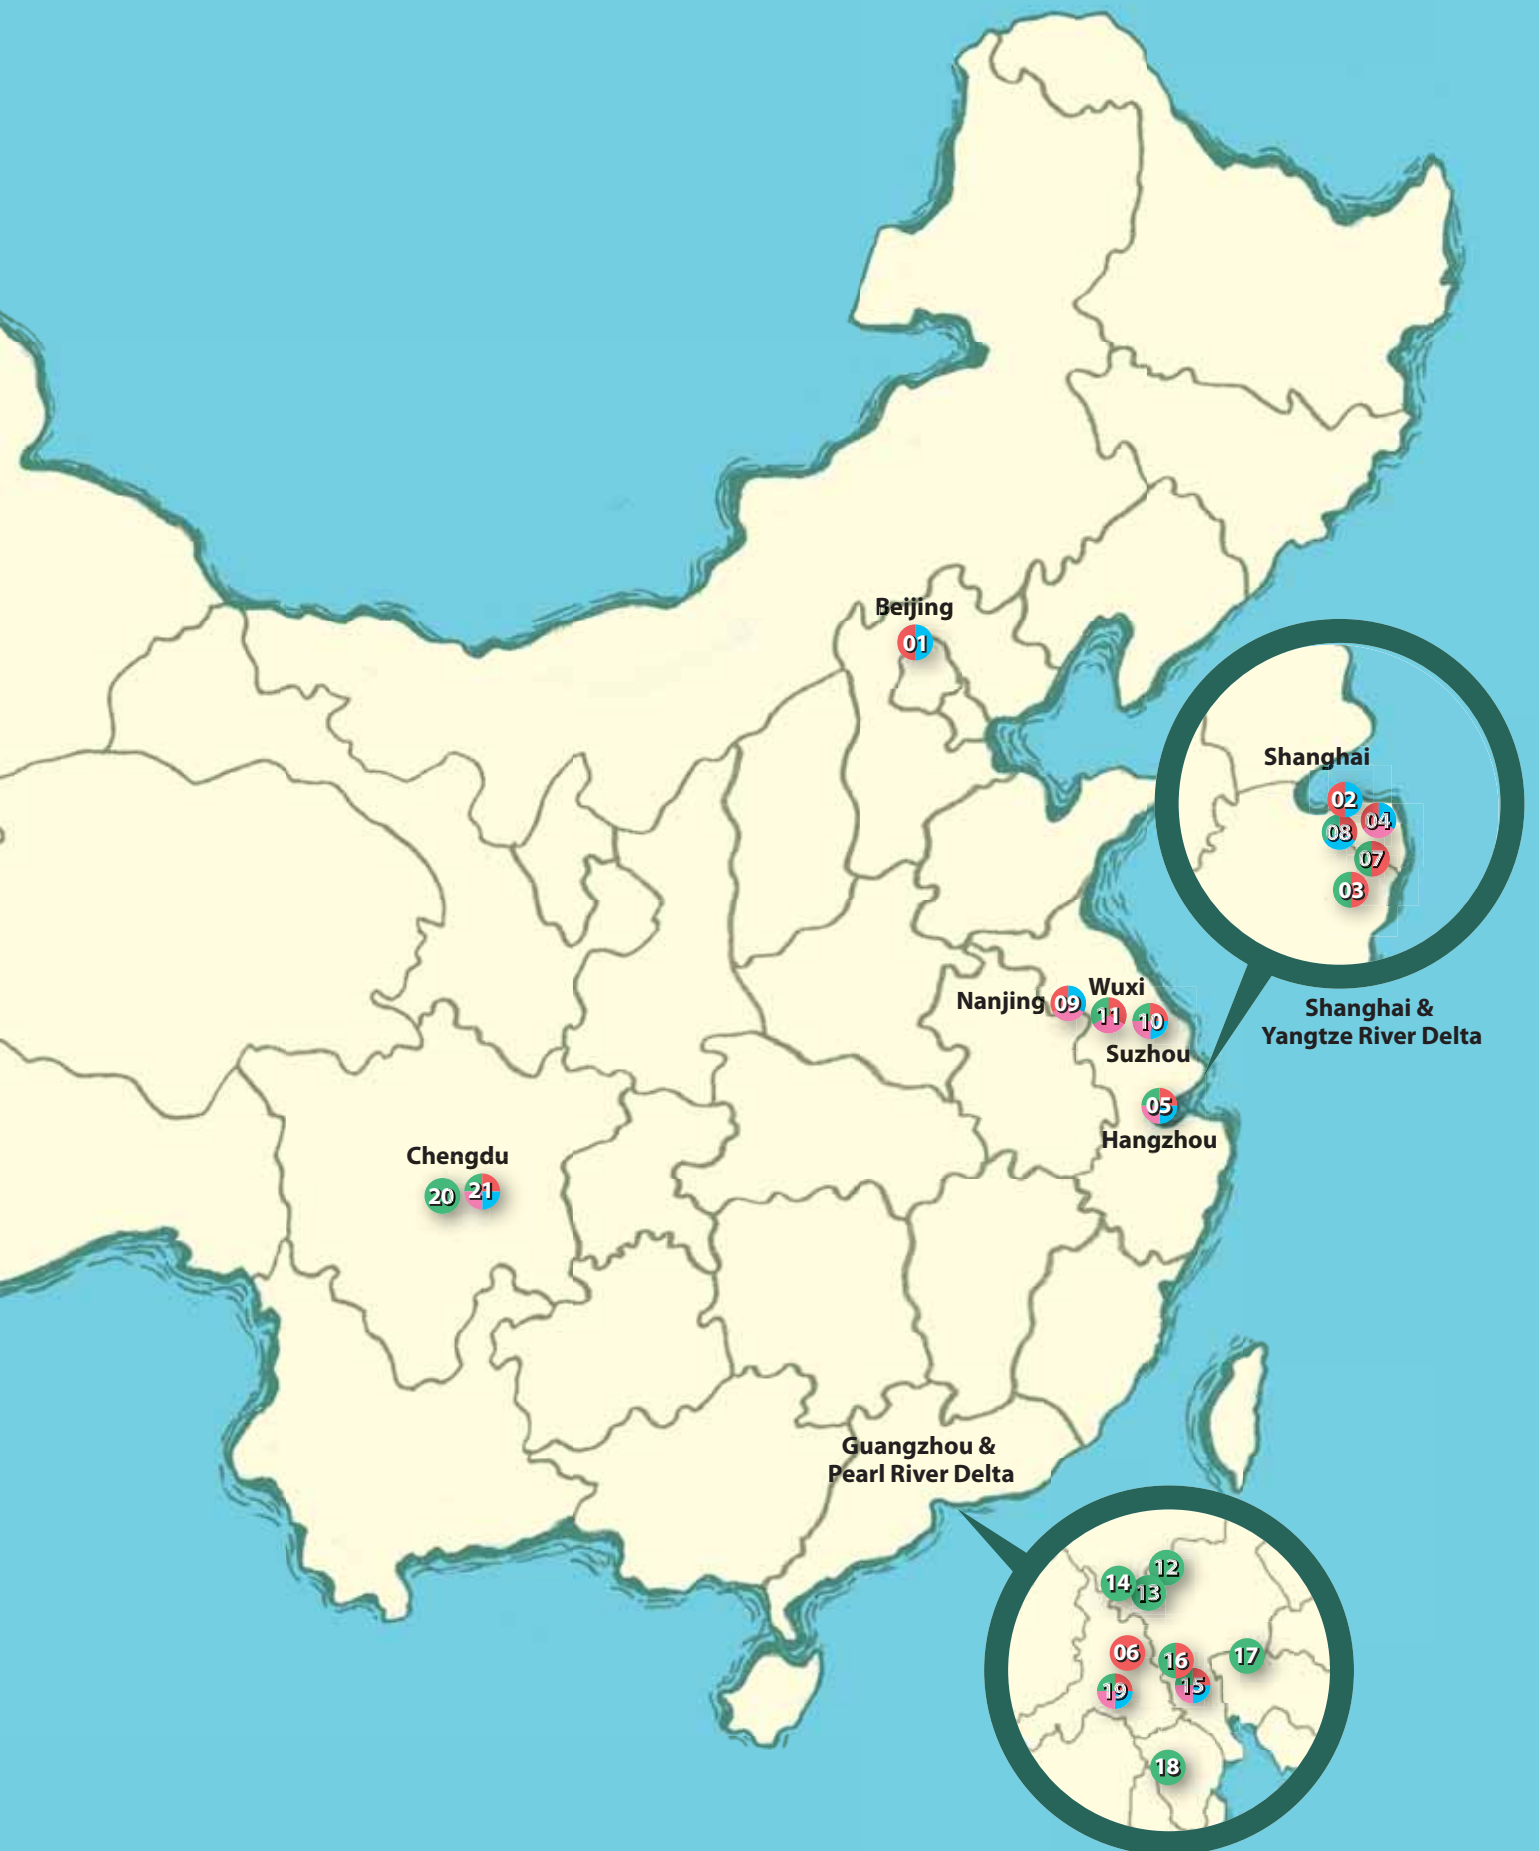 Beijing
01
Shanghai
02
04
08
07
03
Shanghai &
Yangtze River Delta
Wuxi
Nanjing
09
11
10
Suzhou
05
Hangzhou
Chengdu
20
21
Guangzhou &
Pearl River Delta
12
14
13
06
16
17
15
19
18